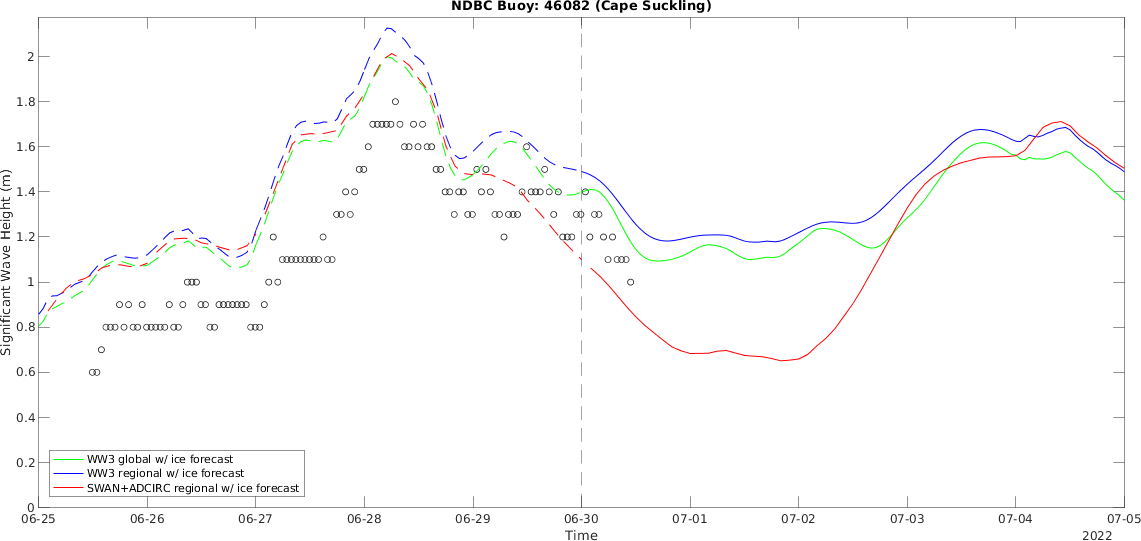 NDBC Buoy: 46082 (Cape Suckling)
Significant Wave Height (m)
2
1.8
1.6
1.4
1.2
1
0.8
0.6
0.4
0.2
0
WW3 global w/ ice forecast
WW3 regional w/ ice forecast
SWAN+ADCIRC regional w/ ice forecast
06-25 06-26 06-27 06-28 06-29 06-30 07-01 07-02 07-03 07-04 07-05
Time
2022